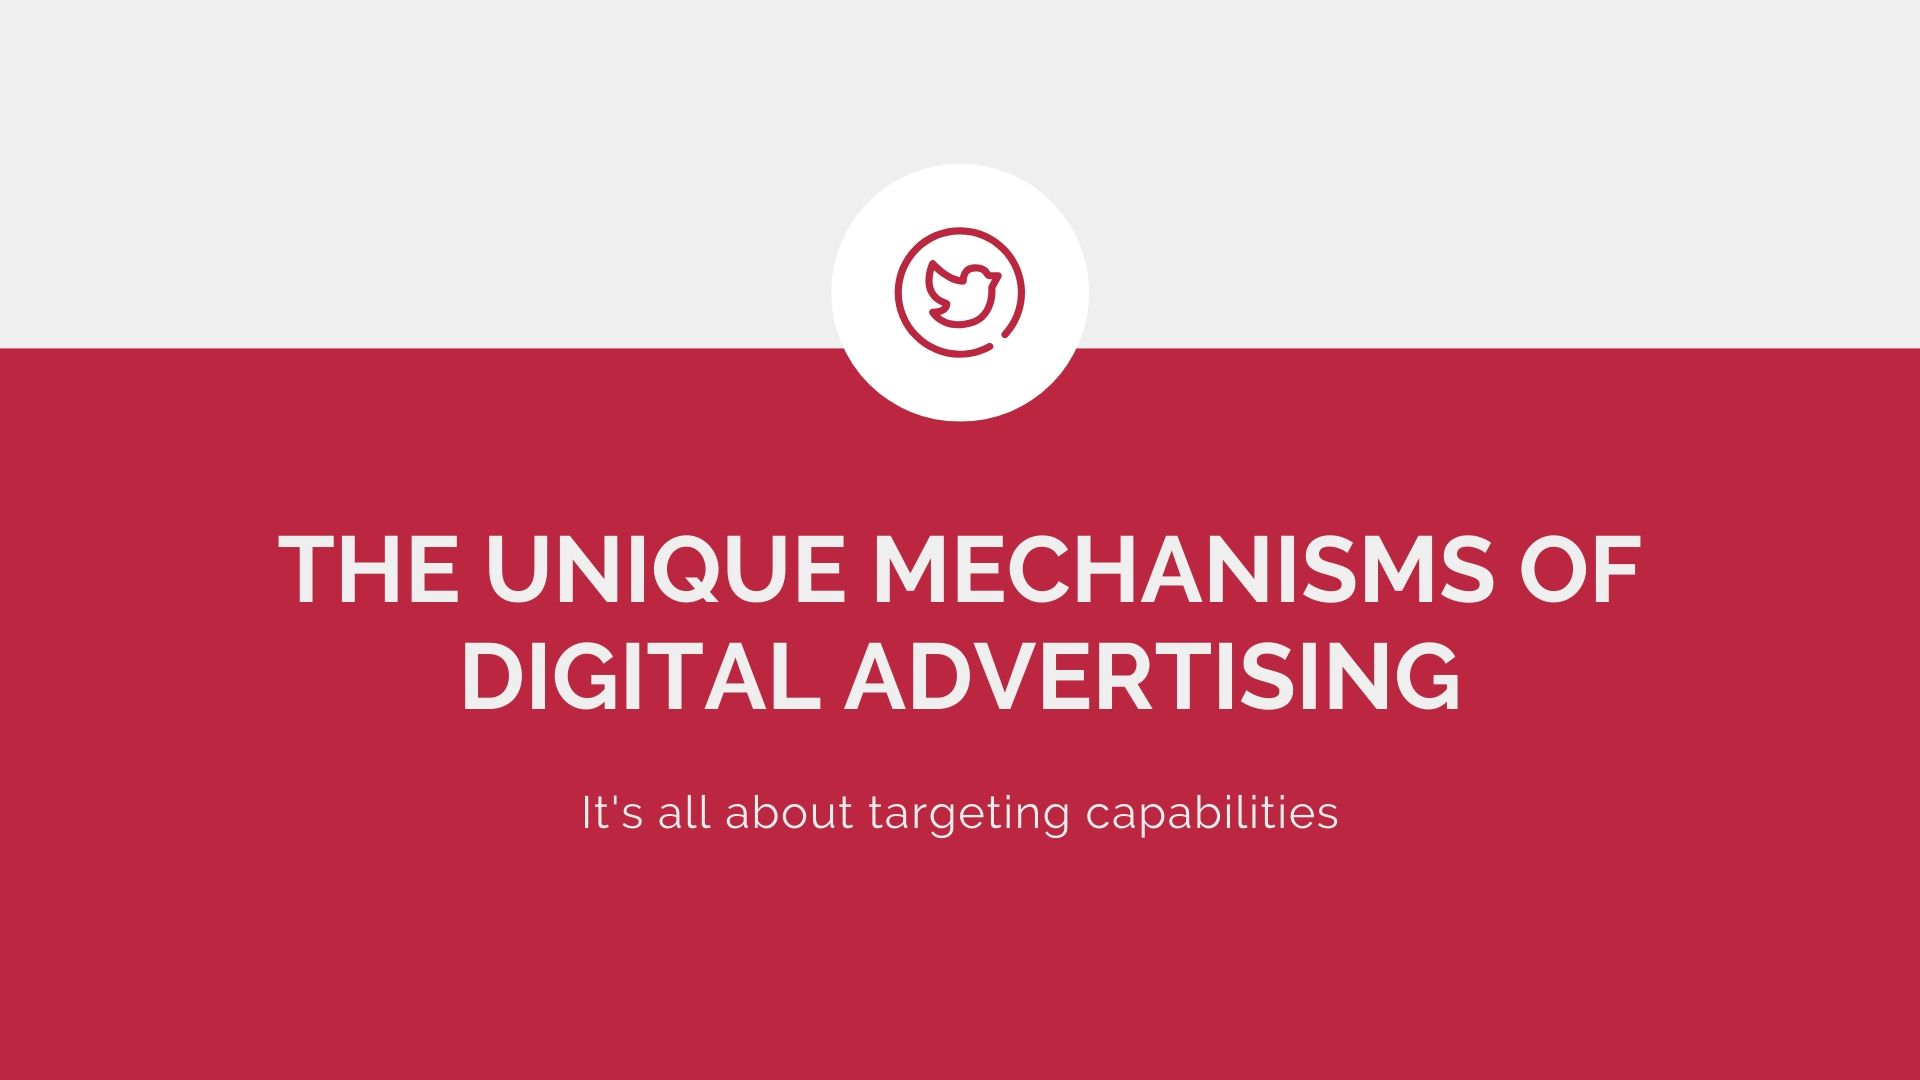 THE UNIQUE MECHANISMS OF
DIGITAL ADVERTISING
It's all about targeting capabilities